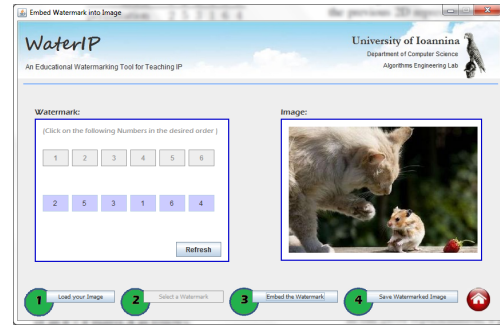 Embed Watermark into Image
WaterIP
An Educational Watermarking Tool for Teaching IP
University of Ioannina
Department of Computer Science
Algorithms Engineering Lab
Watermark:
[Click on the following Numbers in the desired order ]
1 2 3 4 5 6
2 5 3 1 6 4
Refresh
Image:
1 Load your Image
2 Select a Watermark
3 Embed the Watermark
4 Save Watermarked Image